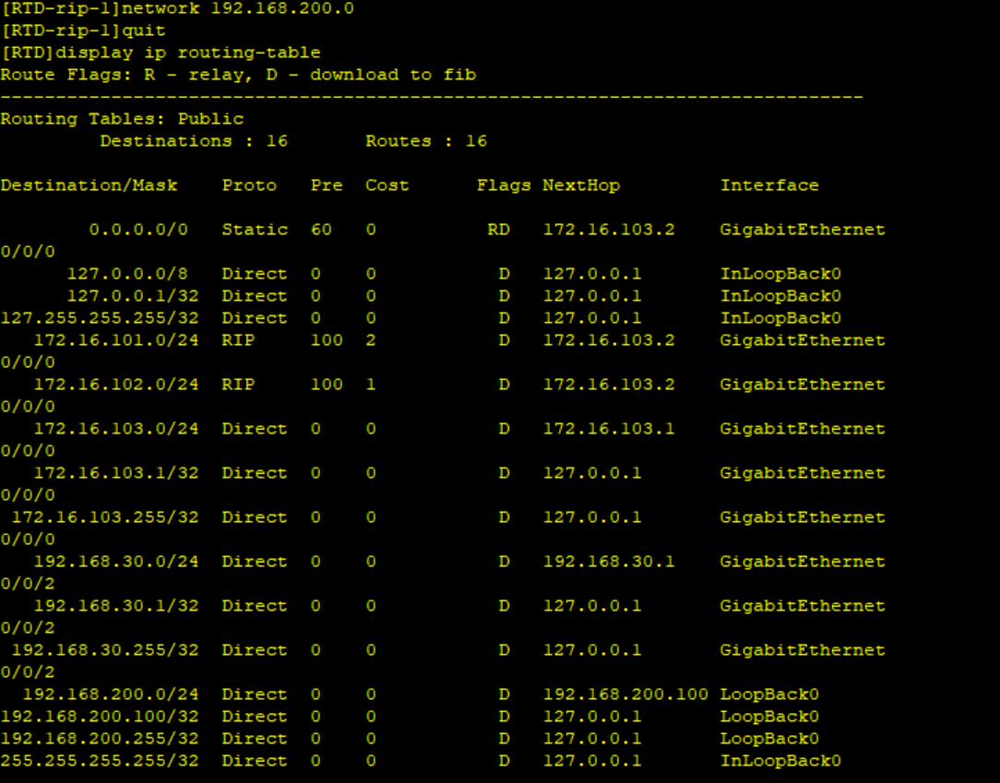 [RTD-rip-1]network 192.168.200.0
[RTD-rip-1]quit
[RTD]display ip routing-table
Route Flags: R - relay, D - download to fib
------------------------------------------------------------------------------
Routing Tables: Public
         Destinations : 16       Routes : 16

Destination/Mask    Proto   Pre  Cost      Flags NextHop         Interface

        0.0.0.0/0   Static  60   0          RD   172.16.103.2    GigabitEthernet
0/0/0
      127.0.0.0/8   Direct  0    0           D   127.0.0.1       InLoopBack0
      127.0.0.1/32  Direct  0    0           D   127.0.0.1       InLoopBack0
127.255.255.255/32  Direct  0    0           D   127.0.0.1       InLoopBack0
   172.16.101.0/24  RIP     100  2           D   172.16.103.2    GigabitEthernet
0/0/0
   172.16.102.0/24  RIP     100  1           D   172.16.103.2    GigabitEthernet
0/0/0
   172.16.103.0/24  Direct  0    0           D   172.16.103.1    GigabitEthernet
0/0/0
   172.16.103.1/32  Direct  0    0           D   127.0.0.1       GigabitEthernet
0/0/0
 172.16.103.255/32  Direct  0    0           D   127.0.0.1       GigabitEthernet
0/0/0
   192.168.30.0/24  Direct  0    0           D   192.168.30.1    GigabitEthernet
0/0/2
   192.168.30.1/32  Direct  0    0           D   127.0.0.1       GigabitEthernet
0/0/2
 192.168.30.255/32  Direct  0    0           D   127.0.0.1       GigabitEthernet
0/0/2
  192.168.200.0/24  Direct  0    0           D   192.168.200.100 LoopBack0
192.168.200.100/32  Direct  0    0           D   127.0.0.1       LoopBack0
192.168.200.255/32  Direct  0    0           D   127.0.0.1       LoopBack0
255.255.255.255/32  Direct  0    0           D   127.0.0.1       InLoopBack0